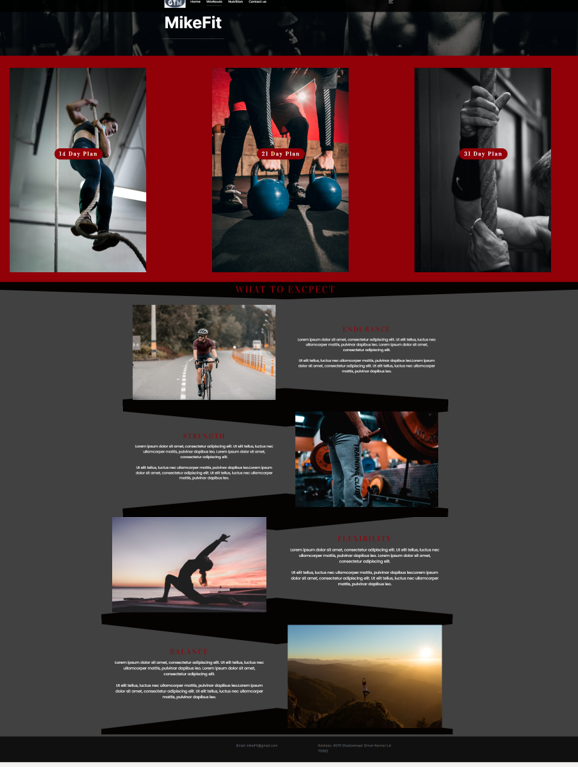 GTM
Home Workouts Nutrition Contact us
MikeFit
14 Day Plan
21 Day Plan
31 Day Plan
WHAT TO EXCPECT
ENDURANCE
Lorem ipsum dolor sit amet, consectetur adipiscing elit. Ut elit tellus, luctus nec
ullamcorper mattis, pulvinar dapibus leo. Lorem ipsum dolor sit amet,
consectetur adipiscing elit.
Ut elit tellus, luctus nec ullamcorper mattis, pulvinar dapibus leo.Lorem ipsum
dolor sit amet, consectetur adipiscing elit. Ut elit tellus, luctus nec ullamcorper
mattis, pulvinar dapibus leo.
STRENGTH
Lorem ipsum dolor sit amet, consectetur adipiscing elit. Ut elit tellus, luctus nec
ullamcorper mattis, pulvinar dapibus leo. Lorem ipsum dolor sit amet,
consectetur adipiscing elit.
Ut elit tellus, luctus nec ullamcorper mattis, pulvinar dapibus leo.Lorem ipsum
dolor sit amet, consectetur adipiscing elit. Ut elit tellus, luctus nec ullamcorper
mattis, pulvinar dapibus leo.
TRAINING CLUB
FLEXIBILITY
Lorem ipsum dolor sit amet, consectetur adipiscing elit. Ut elit tellus, luctus nec
ullamcorper mattis, pulvinar dapibus leo. Lorem ipsum dolor sit amet,
consectetur adipiscing elit.
Ut elit tellus, luctus nec ullamcorper mattis, pulvinar dapibus leo.Lorem ipsum
dolor sit amet, consectetur adipiscing elit. Ut elit tellus, luctus nec ullamcorper
mattis, pulvinar dapibus leo.
BALANCE
Lorem ipsum dolor sit amet, consectetur adipiscing elit. Ut elit tellus, luctus nec
ullamcorper mattis, pulvinar dapibus leo. Lorem ipsum dolor sit amet,
consectetur adipiscing elit.
Ut elit tellus, luctus nec ullamcorper mattis, pulvinar dapibus leo.Lorem ipsum
dolor sit amet, consectetur adipiscing elit. Ut elit tellus, luctus nec ullamcorper
mattis, pulvinar dapibus leo.
Email: mikefit@gmail.com